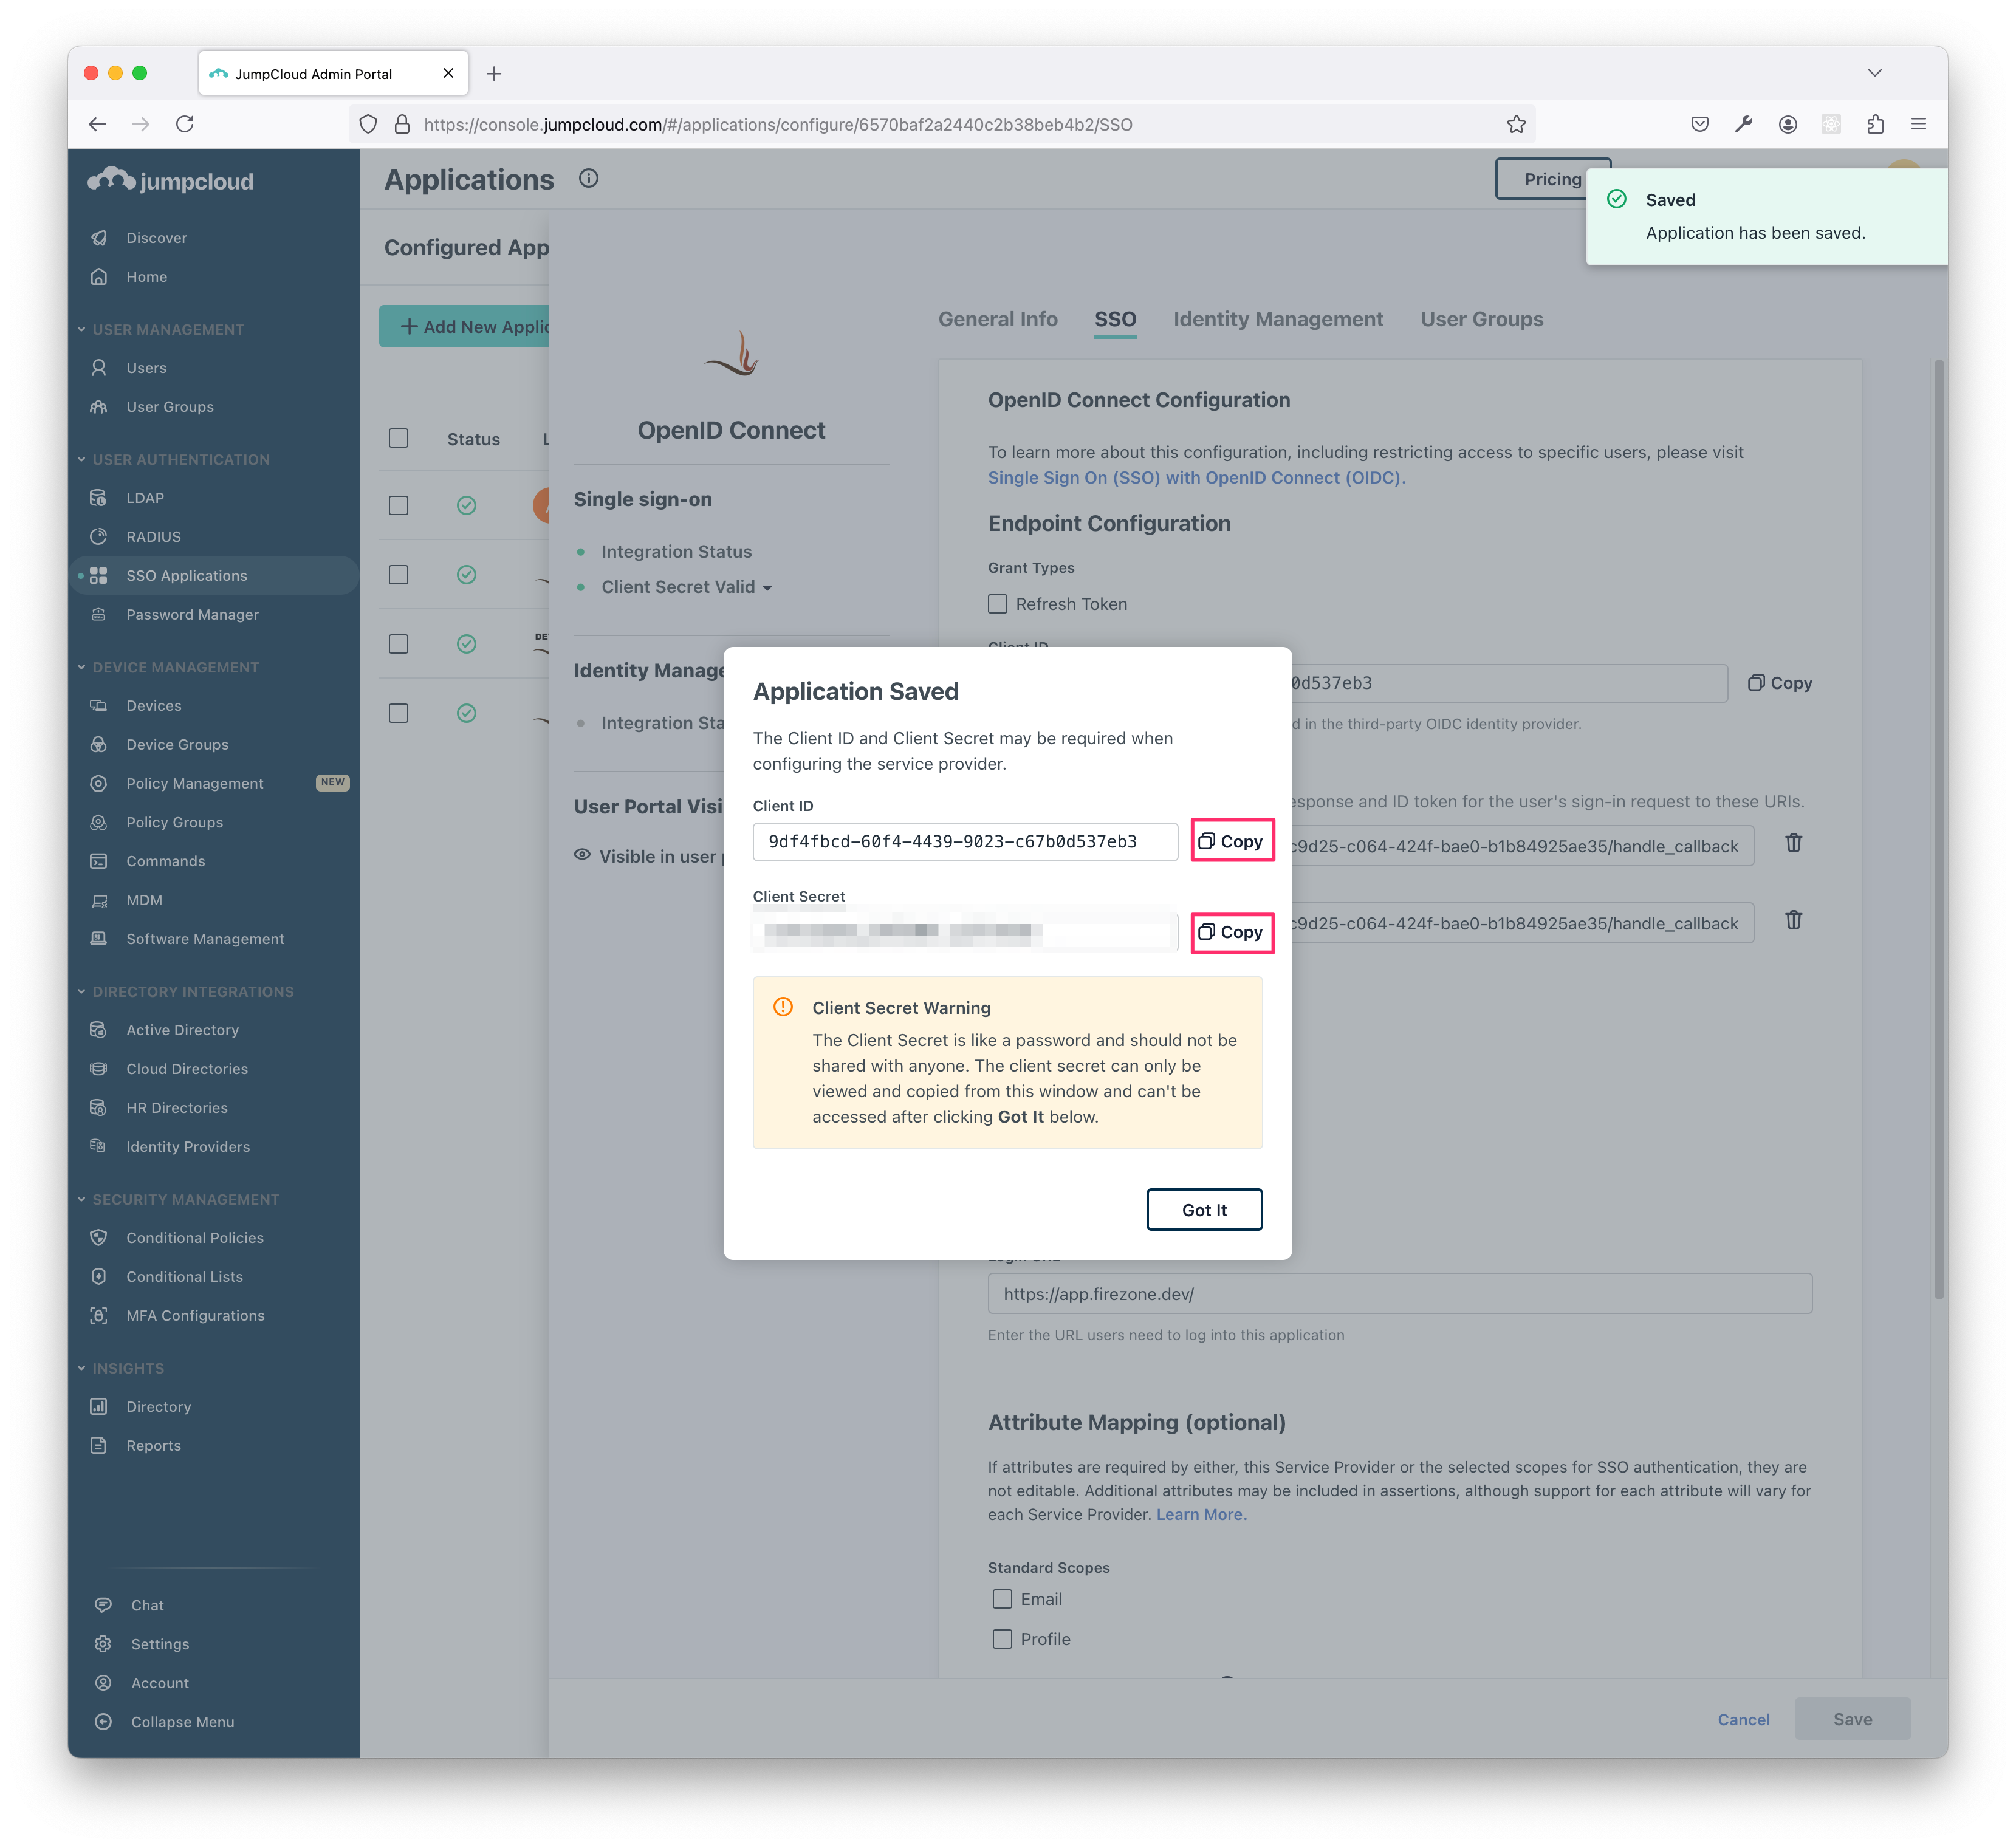 JumpCloud Admin Portal
https://console.jumpcloud.com/#/applications/configure/6570baf2a2440c2b38beb4b2/SSO
jumpcloud
Discover
Home
USER MANAGEMENT
Users
User Groups
USER AUTHENTICATION
LDAP
RADIUS
SSO Applications
Password Manager
DEVICE MANAGEMENT
Devices
Device Groups
Policy Management NEW
Policy Groups
Commands
MDM
Software Management
DIRECTORY INTEGRATIONS
Active Directory
Cloud Directories
HR Directories
Identity Providers
SECURITY MANAGEMENT
Conditional Policies
Conditional Lists
MFA Configurations
INSIGHTS
Directory
Reports
Chat
Settings
Account
Collapse Menu
Applications
Pricing
Saved
Application has been saved.
Configured App
Add New Applic
Status L
DE
OpenID Connect
Single sign-on
Integration Status
Client Secret Valid
Identity Manage
Integration Sta
User Portal Visi
Visible in user
General Info SSO Identity Management User Groups
OpenID Connect Configuration
To learn more about this configuration, including restricting access to specific users, please visit
Single Sign On (SSO) with OpenID Connect (OIDC).
Endpoint Configuration
Grant Types
Refresh Token
Client ID
0d537eb3 Copy
d in the third-party OIDC identity provider.
esponse and ID token for the user's sign-in request to these URIs.
c9d25-c064-424f-bae0-b1b84925ae35/handle_callback
c9d25-c064-424f-bae0-b1b84925ae35/handle_callback
Application Saved
The Client ID and Client Secret may be required when
configuring the service provider.
Client ID
9df4fbcd-60f4-4439-9023-c67b0d537eb3 Copy
Client Secret
Copy
Client Secret Warning
The Client Secret is like a password and should not be
shared with anyone. The client secret can only be
viewed and copied from this window and can't be
accessed after clicking Got It below.
Got It
Login URL
https://app.firezone.dev/
Enter the URL users need to log into this application
Attribute Mapping (optional)
If attributes are required by either, this Service Provider or the selected scopes for SSO authentication, they are
not editable. Additional attributes may be included in assertions, although support for each attribute will vary for
each Service Provider. Learn More.
Standard Scopes
Email
Profile
Cancel Save